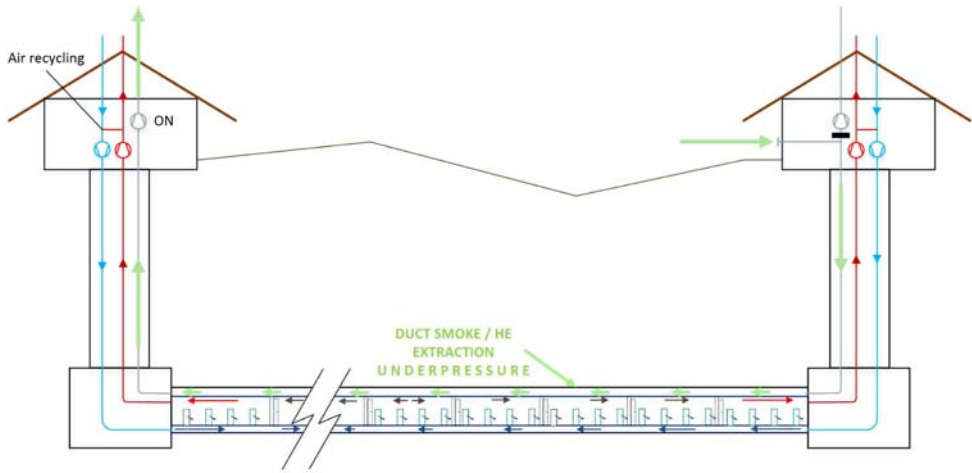 Air recycling
ON
DUCT SMOKE / HE
EXTRACTION
UNDERPRESSURE